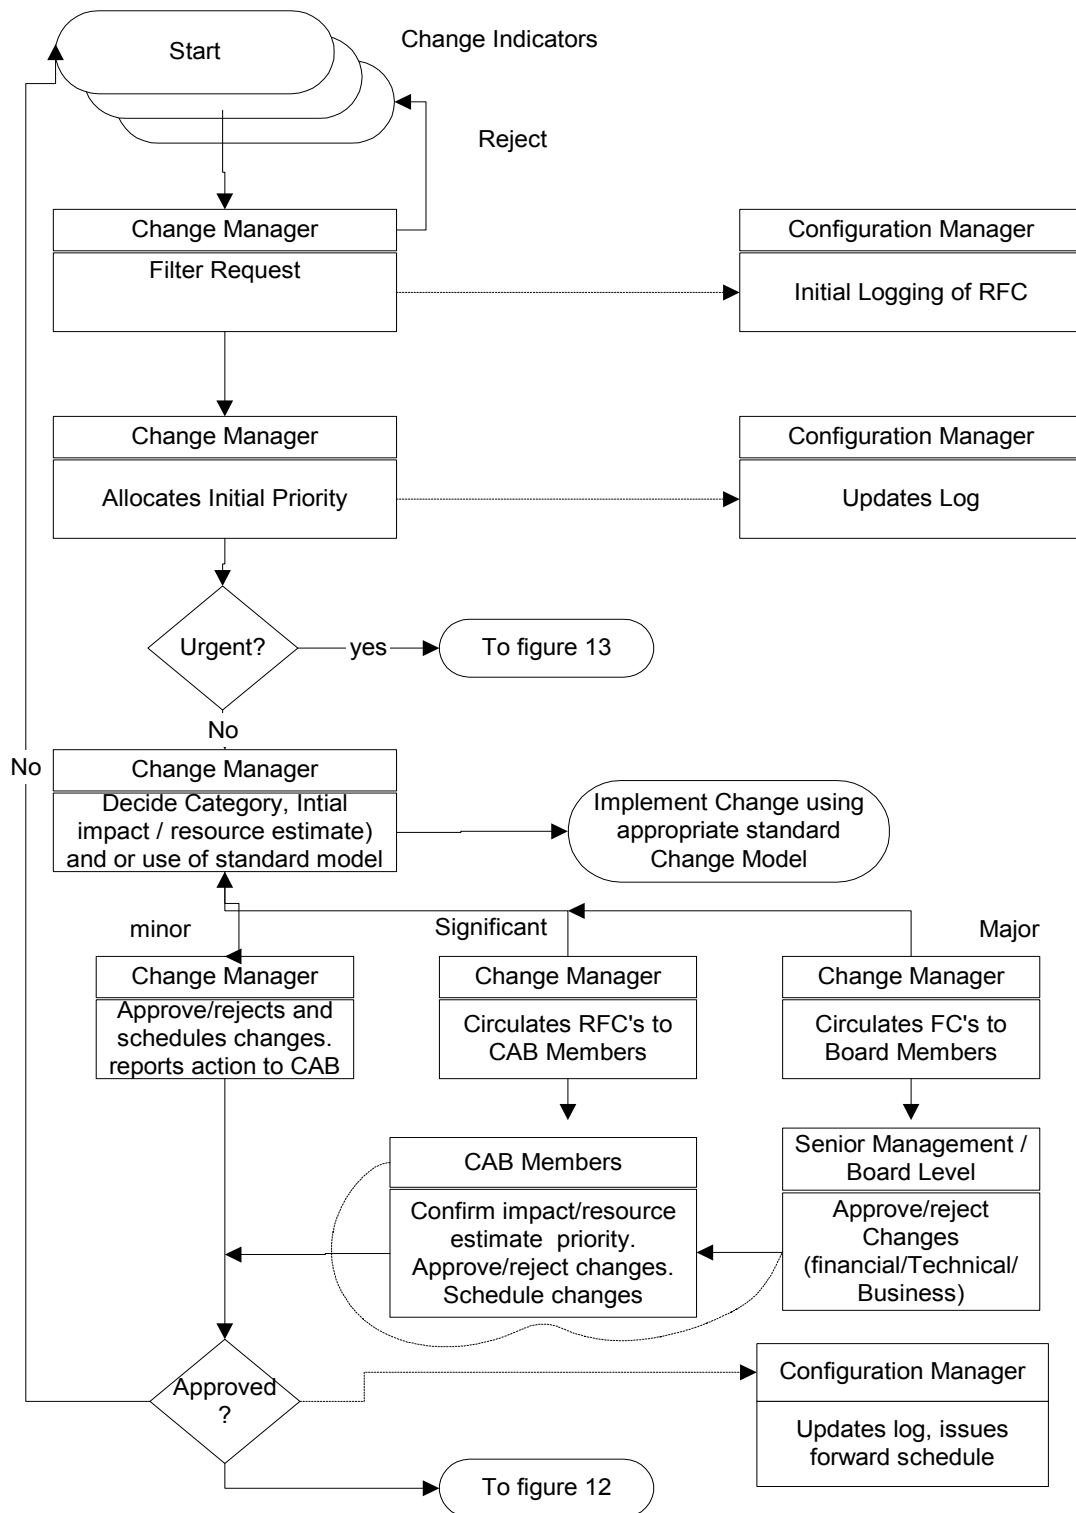 Start
Change Indicators
Reject
Change Manager
Filter Request
Configuration Manager
Initial Logging of RFC
Change Manager
Allocates Initial Priority
Configuration Manager
Updates Log
Urgent?
yes
To figure 13
No
No
Change Manager
Decide Category, Intial
impact / resource estimate)
and or use of standard model
Implement Change using
appropriate standard
Change Model
minor
Significant
Major
Change Manager
Approve/rejects and
schedules changes.
reports action to CAB
Change Manager
Circulates RFC's to
CAB Members
Change Manager
Circulates FC's to
Board Members
CAB Members
Confirm impact/resource
estimate  priority.
Approve/reject changes.
Schedule changes
Senior Management /
Board Level
Approve/reject
Changes
(financial/Technical/
Business)
Approved
?
Configuration Manager
Updates log, issues
forward schedule
To figure 12